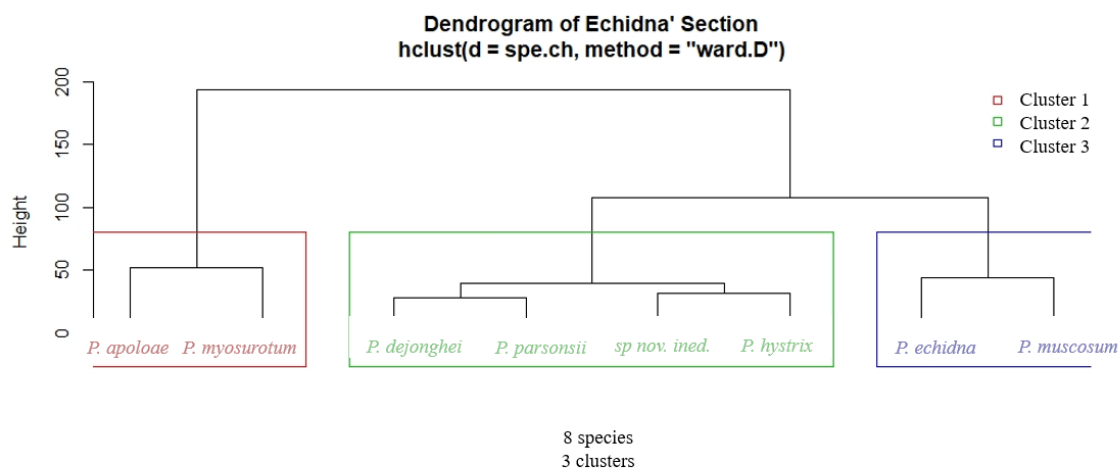 Dendrogram of Echidna' Section
hclust(d = spe.ch, method = "ward.D")
Height
200
150
100
50
0
Cluster 1
Cluster 2
Cluster 3
P. apoloae P. myosurotum P. dejonghei P. parsonsii sp nov. ined. P. hystrix P. echidna P. muscosum
8 species
3 clusters